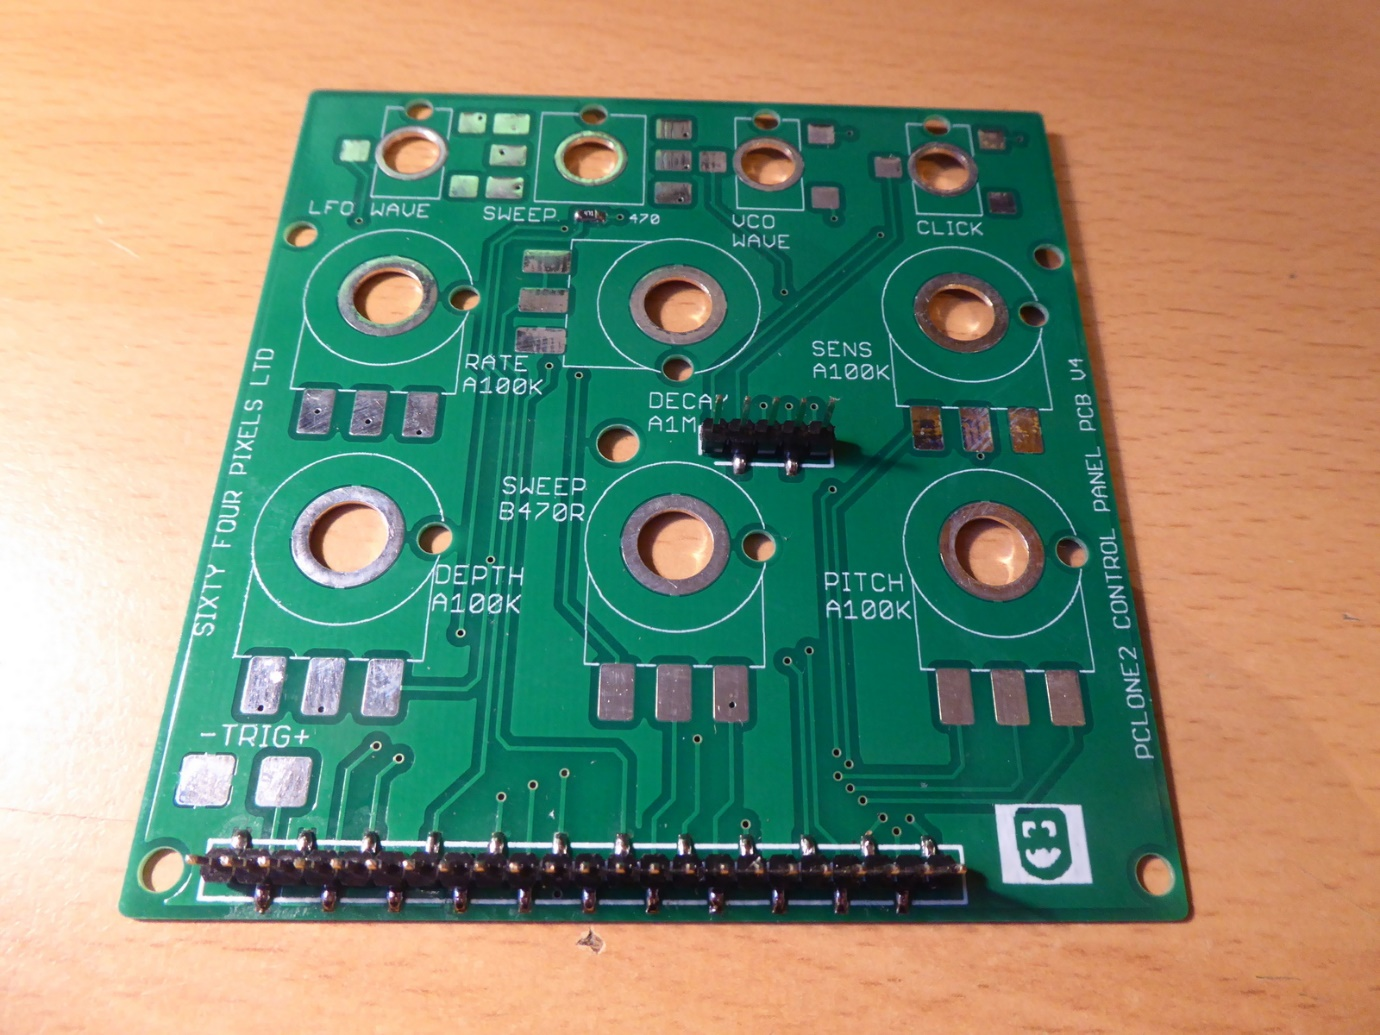 LFO WAVE
SWEEP
470
VCO
WAVE
CLICK
RATE
A100K
SENS
A100K
DECAY
A1M
SWEEP
B470R
DEPTH
A100K
PITCH
A100K
-TRIG+
SIXTY FOUR PIXELS LTD
PCLONE2 CONTROL PANEL PCB V4